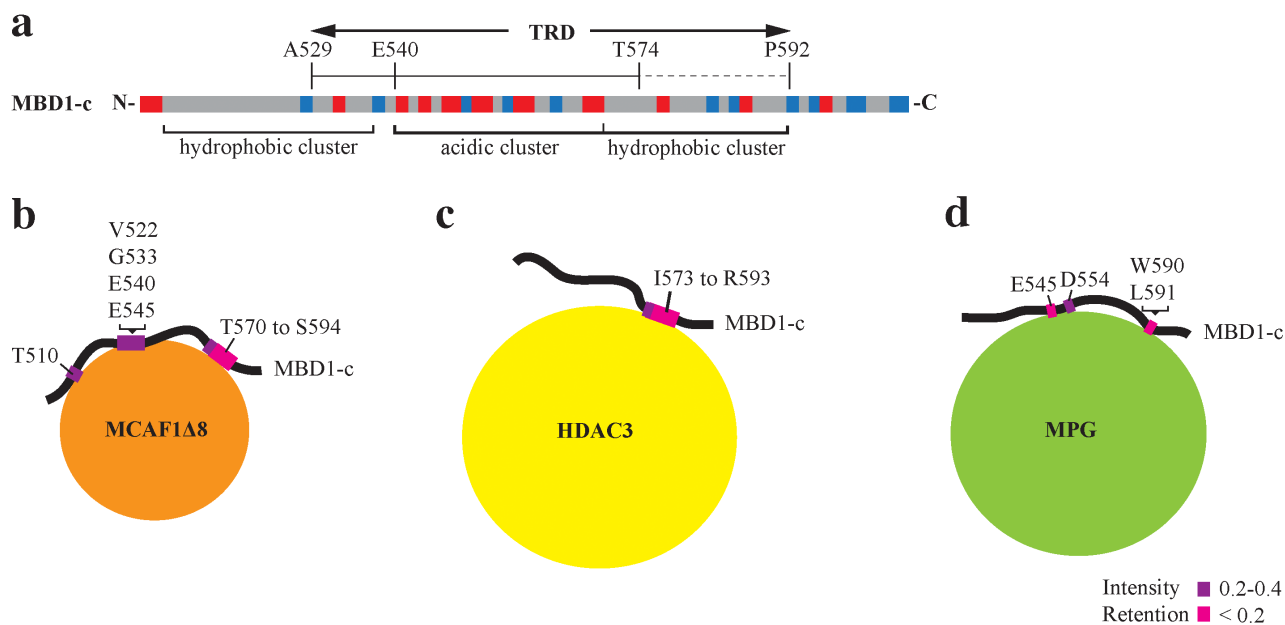 a
TRD
A529 E540 T574 P592
MBD1-c N- -C
hydrophobic cluster acidic cluster hydrophobic cluster
b
V522
G533
E540
E545
T510
T570 to S594
MBD1-c
MCAF1Δ8
c
I573 to R593
MBD1-c
HDAC3
d
E545 D554
W590
L591
MBD1-c
MPG
Intensity 0.2-0.4
Retention < 0.2